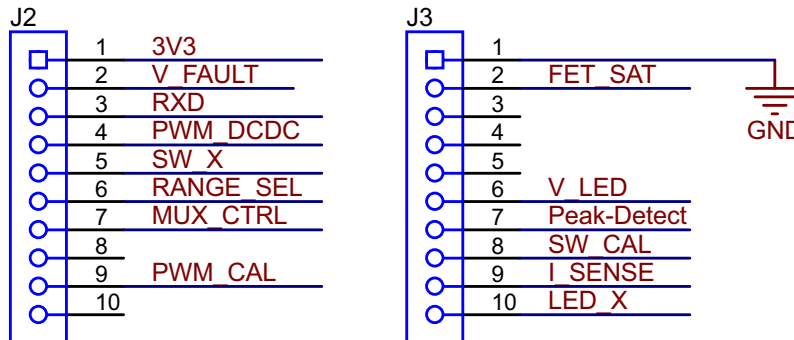 J2
1 3V3
2 V_FAULT
3 RXD
4 PWM_DCDC
5 SW_X
6 RANGE_SEL
7 MUX_CTRL
8
9 PWM_CAL
10
J3
1
2 FET_SAT
3
4
5
6 V_LED
7 Peak-Detect
8 SW_CAL
9 I_SENSE
10 LED_X
GND